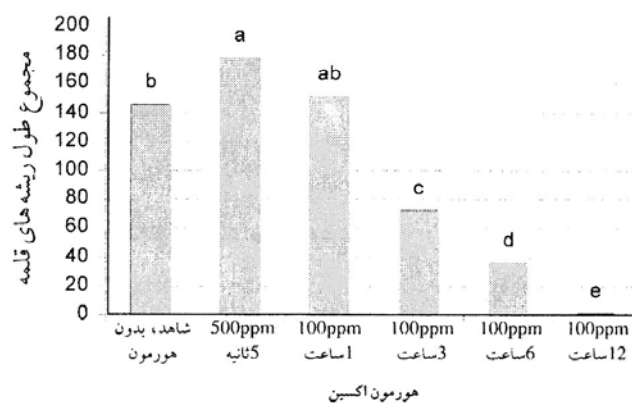 مجموع طول ریشه های قلمه
200
180
160
140
120
100
80
60
40
20
0
b
a
ab
c
d
e
شاهد، بدون
هورمون
500ppm
5ثانیه
100ppm
1ساعت
100ppm
3ساعت
100ppm
6ساعت
100ppm
12ساعت
هورمون اکسین